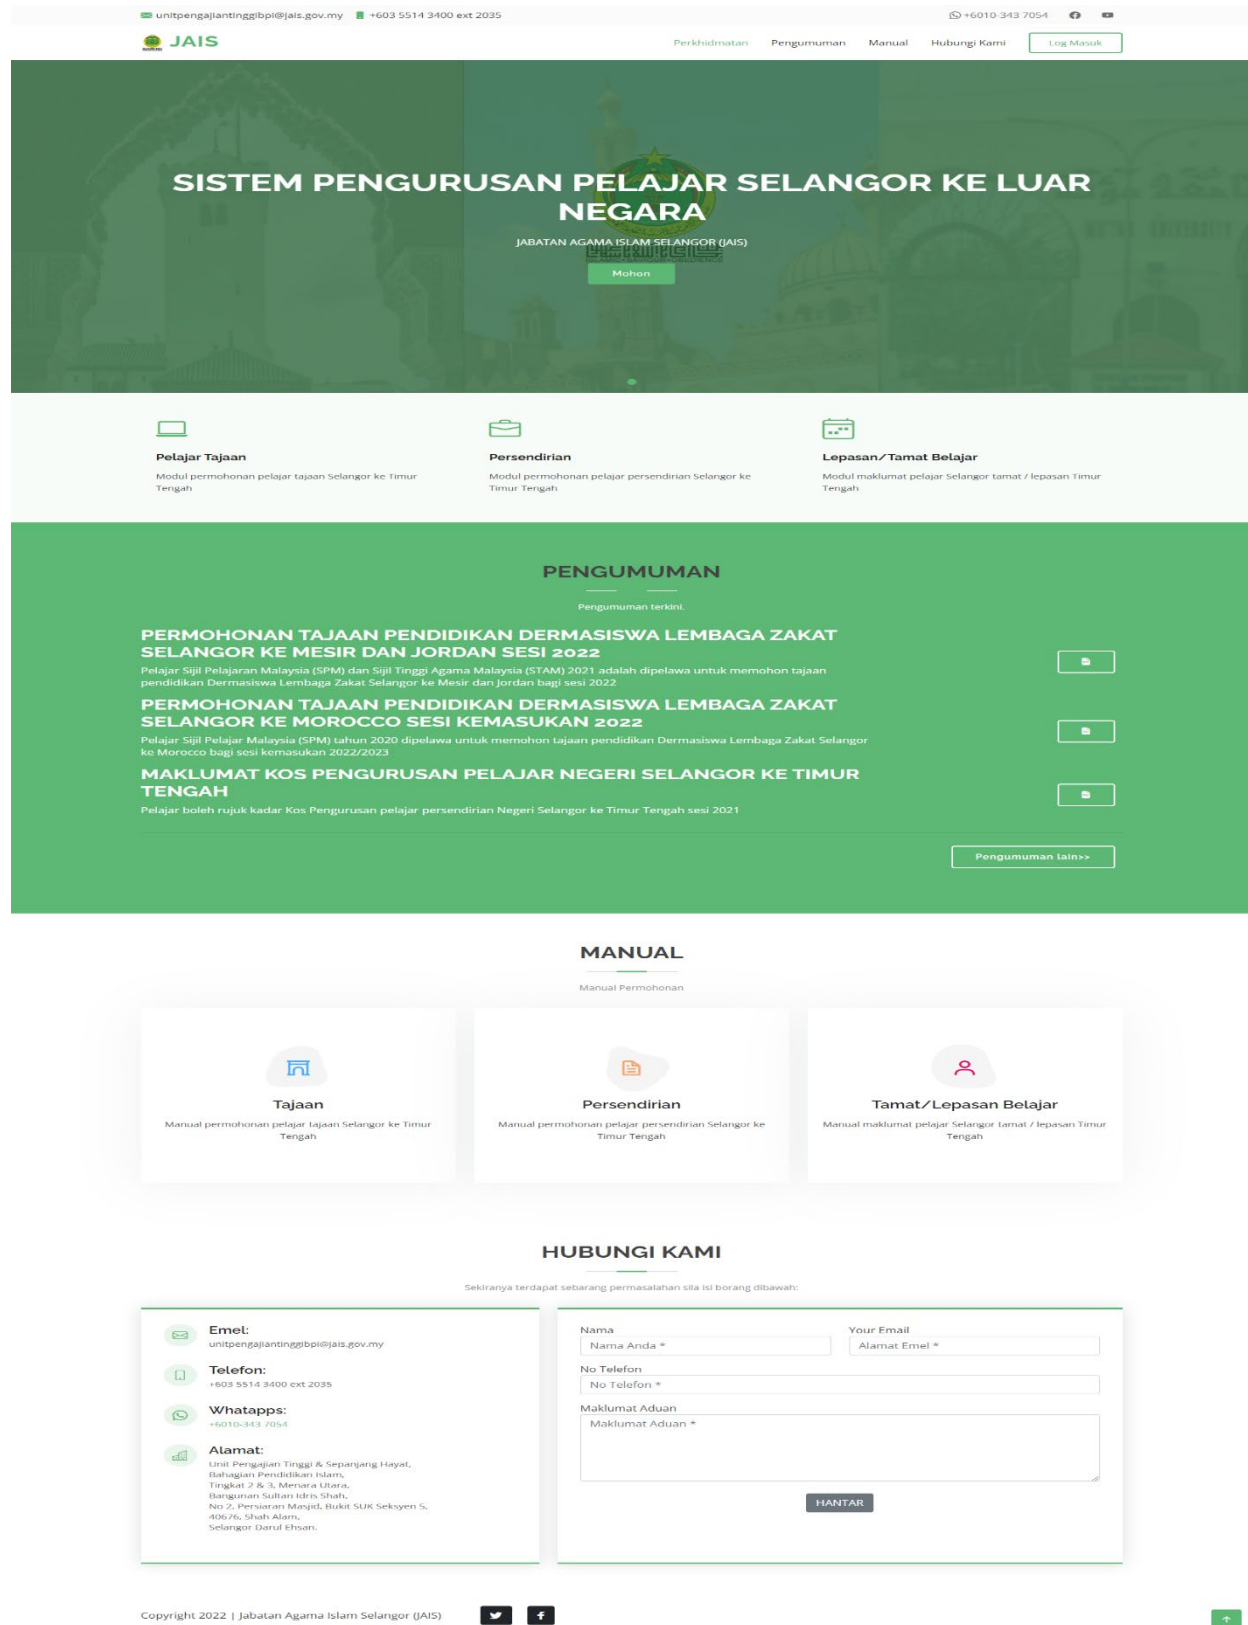 unitpengajiantinggibpi@jais.gov.my +603 5514 3400 ext 2035 +6010-343 7054
JAIS Perkhidmatan Pengumuman Manual Hubungi Kami Log Masuk
SISTEM PENGURUSAN PELAJAR SELANGOR KE LUAR
NEGARA
JABATAN AGAMA ISLAM SELANGOR (JAIS)
Mohon
Pelajar Tajaan
Modul permohonan pelajar tajaan Selangor ke Timur
Tengah
Persendirian
Modul permohonan pelajar persendirian Selangor ke
Timur Tengah
Lepasan/Tamat Belajar
Modul maklumat pelajar Selangor tamat / lepasan Timur
Tengah
PENGUMUMAN
Pengumuman terkini.
PERMOHONAN TAJAAN PENDIDIKAN DERMASISWA LEMBAGA ZAKAT
SELANGOR KE MESIR DAN JORDAN SESI 2022
Pelajar Sijil Pelajaran Malaysia (SPM) dan Sijil Tinggi Agama Malaysia (STAM) 2021 adalah dipelawa untuk memohon tajaan
pendidikan Dermasiswa Lembaga Zakat Selangor ke Mesir dan Jordan bagi sesi 2022
PERMOHONAN TAJAAN PENDIDIKAN DERMASISWA LEMBAGA ZAKAT
SELANGOR KE MOROCCO SESI KEMASUKAN 2022
Pelajar Sijil Pelajar Malaysia (SPM) tahun 2020 dipelawa untuk memohon tajaan pendidikan Dermasiswa Lembaga Zakat Selangor
ke Morocco bagi sesi kemasukan 2022/2023
MAKLUMAT KOS PENGURUSAN PELAJAR NEGERI SELANGOR KE TIMUR
TENGAH
Pelajar boleh rujuk kadar Kos Pengurusan pelajar persendirian Negeri Selangor ke Timur Tengah sesi 2021
Pengumuman lain>>
MANUAL
Manual Permohonan
Tajaan
Manual permohonan pelajar tajaan Selangor ke Timur
Tengah
Persendirian
Manual permohonan pelajar persendirian Selangor ke
Timur Tengah
Tamat/Lepasan Belajar
Manual maklumat pelajar Selangor tamat / lepasan Timur
Tengah
HUBUNGI KAMI
Sekiranya terdapat sebarang permasalahan sila isi borang dibawah:
Emel:
unitpengajiantinggibpi@jais.gov.my
Telefon:
+603 5514 3400 ext 2035
Whatapps:
+6010-343 7054
Alamat:
Unit Pengajian Tinggi & Sepanjang Hayat,
Bahagian Pendidikan Islam,
Tingkat 2 & 3, Menara Utara,
Bangunan Sultan Idris Shah,
No 2, Persiaran Masjid, Bukit SUK Seksyen 5,
40676, Shah Alam,
Selangor Darul Ehsan.
Nama Your Email
Nama Anda * Alamat Emel *
No Telefon
No Telefon *
Maklumat Aduan
Maklumat Aduan *
HANTAR
Copyright 2022 | Jabatan Agama Islam Selangor (JAIS)